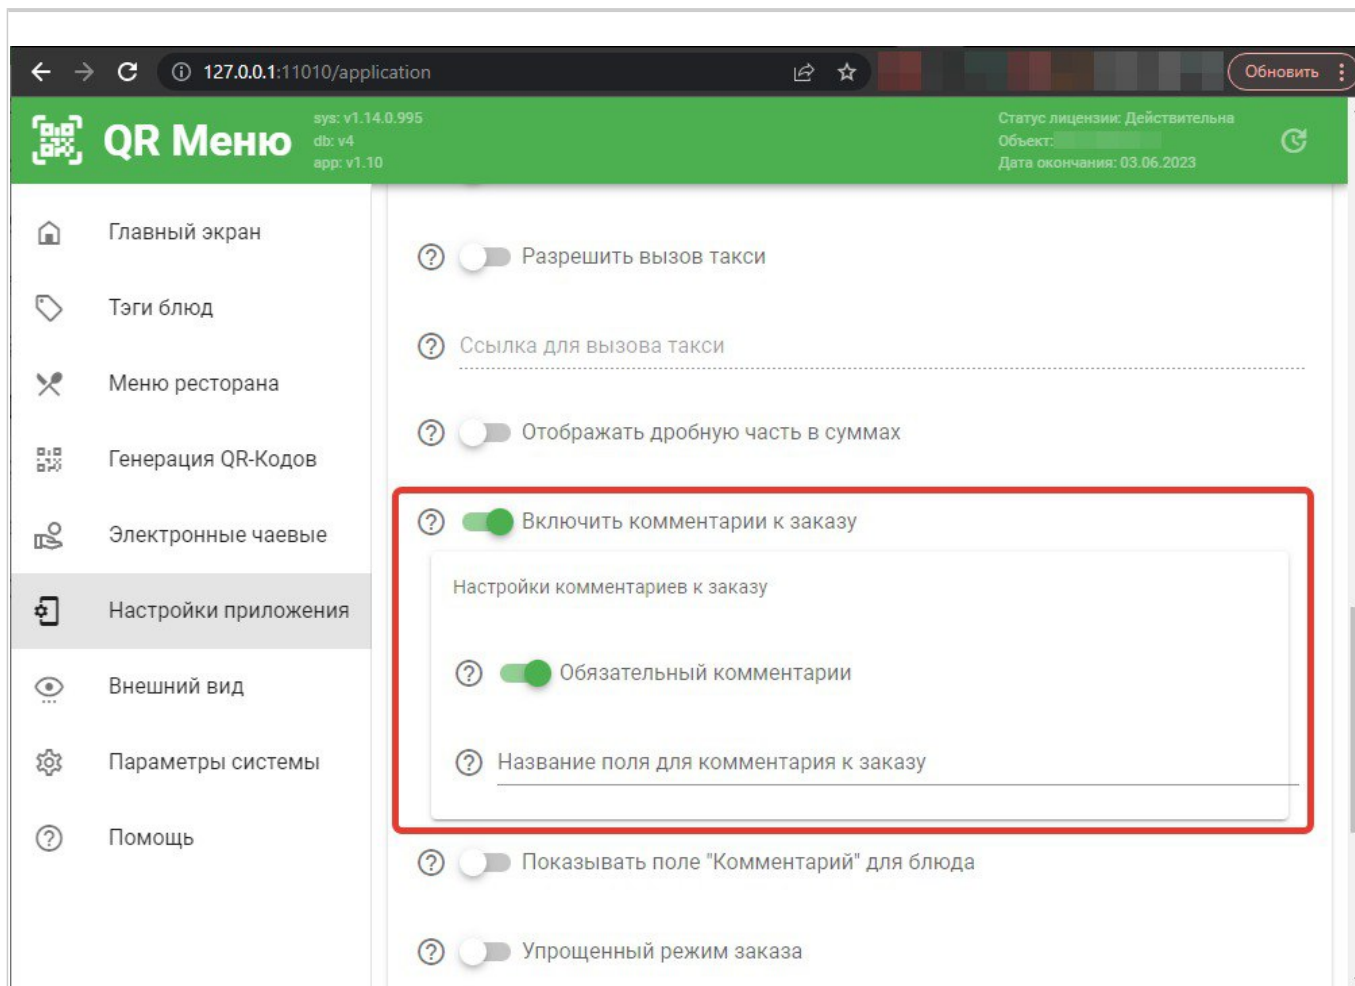 127.0.0.1:11010/application
Обновить
QR Меню
sys: v1.14.0.995
db: v4
app: v1.10
Статус лицензии: Действительна
Объект:
Дата окончания: 03.06.2023
Главный экран
Тэги блюд
Меню ресторана
Генерация QR-Кодов
Электронные чаевые
Настройки приложения
Внешний вид
Параметры системы
Помощь
Разрешить вызов такси
Ссылка для вызова такси
Отображать дробную часть в суммах
Включить комментарии к заказу
Настройки комментариев к заказу
Обязательный комментарии
Название поля для комментария к заказу
Показывать поле "Комментарий" для блюда
Упрощенный режим заказа